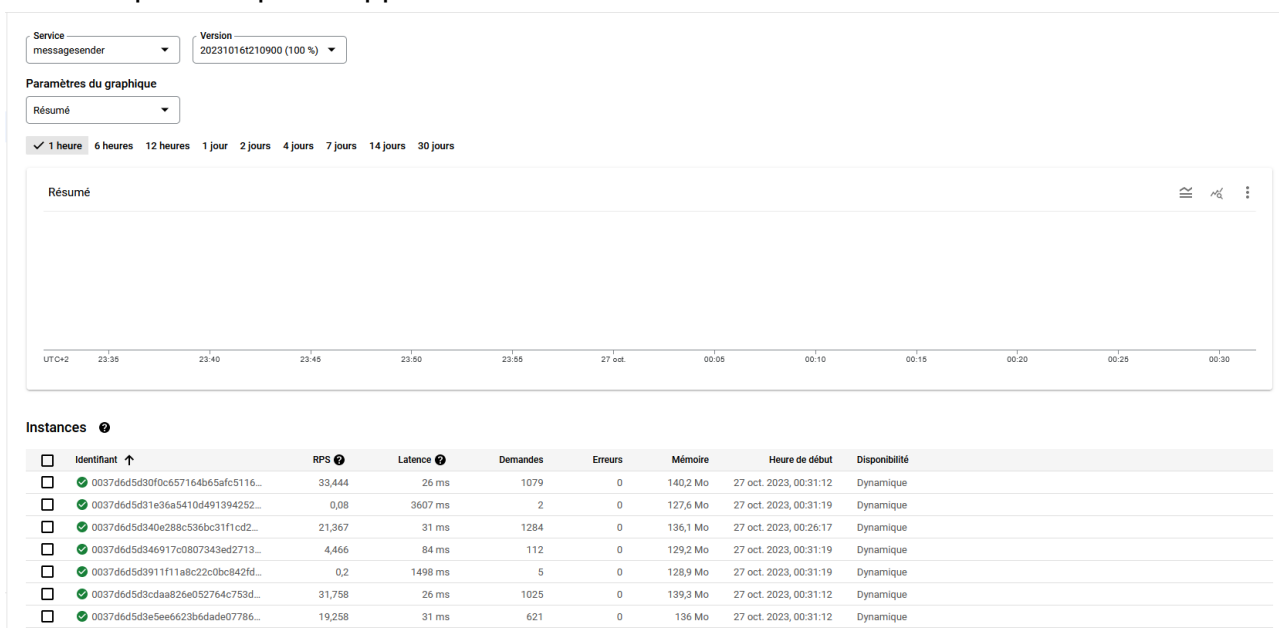 Service
messagesender
Version
20231016t210900 (100 %)
Paramètres du graphique
Résumé
1 heure 6 heures 12 heures 1 jour 2 jours 4 jours 7 jours 14 jours 30 jours
Résumé
UTC+2 23:35 23:40 23:45 23:50 23:55 27 oct. 00:05 00:10 00:15 00:20 00:25 00:30
Instances
Identifiant RPS Latence Demandes Erreurs Mémoire Heure de début Disponibilité
0037d6d5d30f0c657164b65afc5116... 33,444 26 ms 1079 0 140,2 Mo 27 oct. 2023, 00:31:12 Dynamique
0037d6d5d31e36a5410d491394252... 0,08 3607 ms 2 0 127,6 Mo 27 oct. 2023, 00:31:19 Dynamique
0037d6d5d340e288c536bc31f1cd2... 21,367 31 ms 1284 0 136,1 Mo 27 oct. 2023, 00:26:17 Dynamique
0037d6d5d346917c0807343ed2713... 4,466 84 ms 112 0 129,2 Mo 27 oct. 2023, 00:31:19 Dynamique
0037d6d5d3911f11a8c22c0bc842fd... 0,2 1498 ms 5 0 128,9 Mo 27 oct. 2023, 00:31:19 Dynamique
0037d6d5d3cdaa826e052764c753d... 31,758 26 ms 1025 0 139,3 Mo 27 oct. 2023, 00:31:12 Dynamique
0037d6d5d3e5ee6623b6dade07786... 19,258 31 ms 621 0 136 Mo 27 oct. 2023, 00:31:12 Dynamique